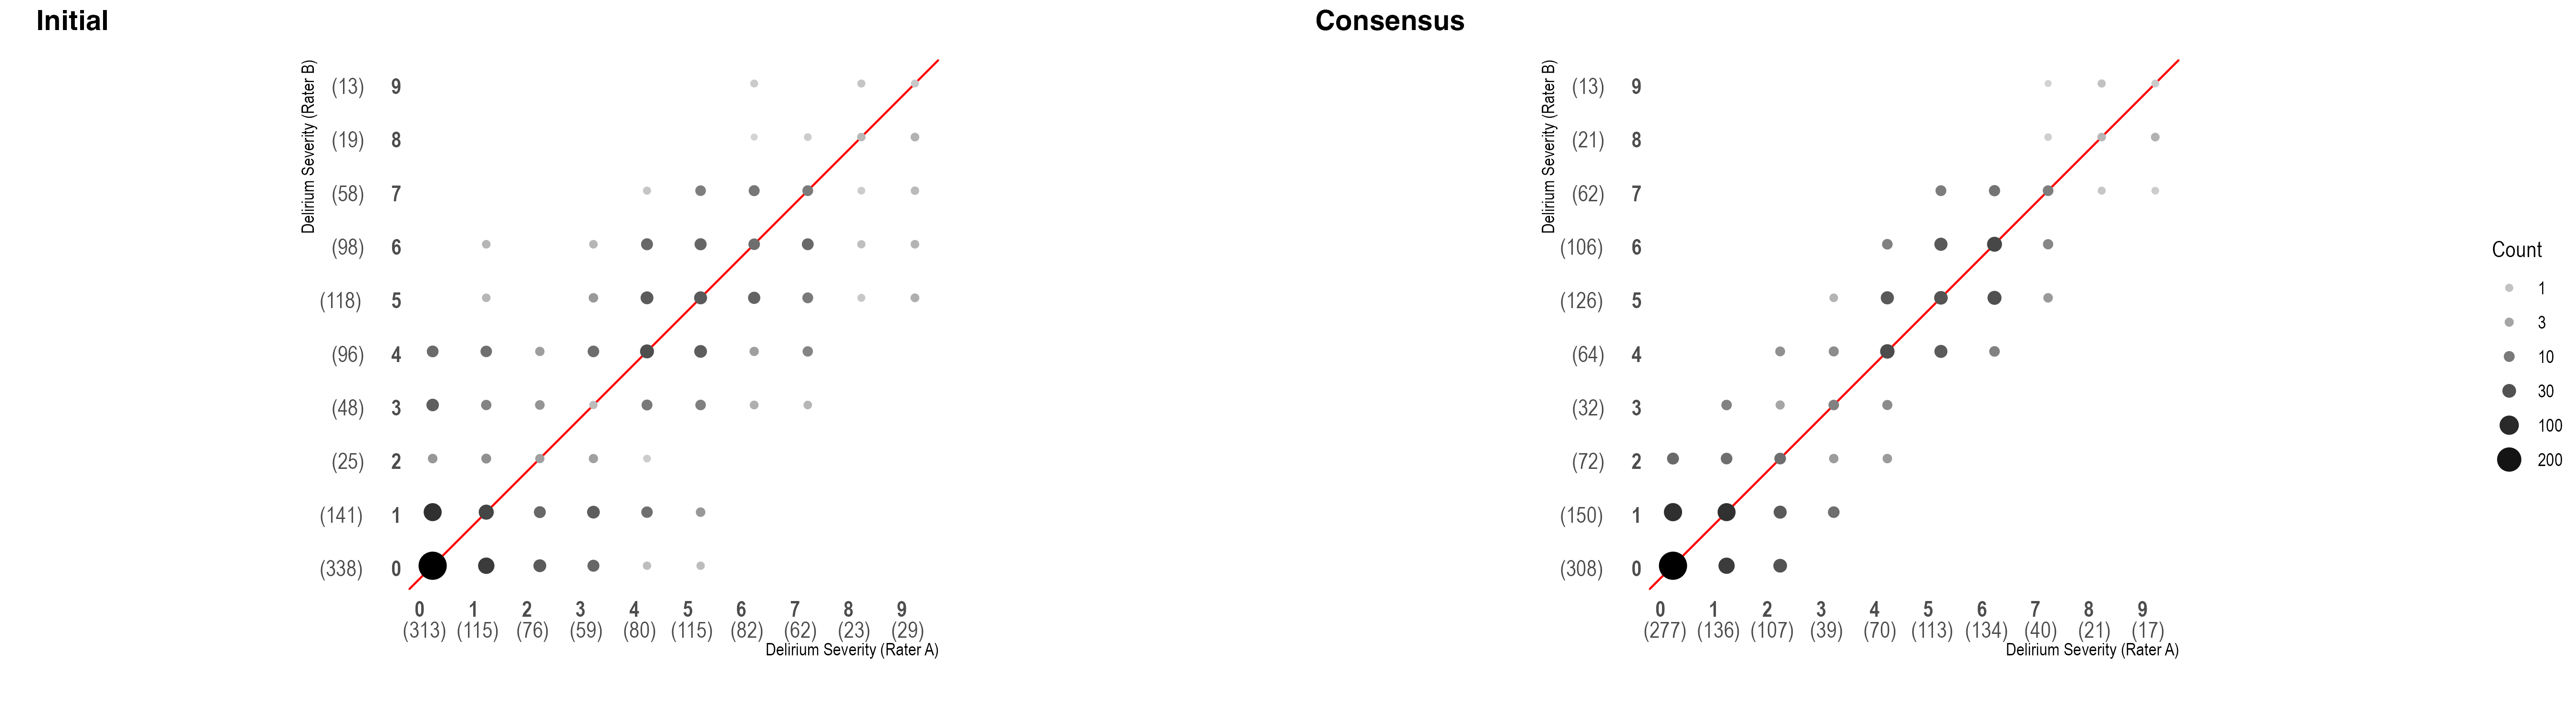 Initial
Delirium Severity (Rater B)
(13) 9
(19) 8
(58) 7
(98) 6
(118) 5
(96) 4
(48) 3
(25) 2
(141) 1
(338) 0
0 1 2 3 4 5 6 7 8 9
(313) (115) (76) (59) (80) (115) (82) (62) (23) (29)
Delirium Severity (Rater A)
Consensus
Delirium Severity (Rater B)
(13) 9
(21) 8
(62) 7
(106) 6
(126) 5
(64) 4
(32) 3
(72) 2
(150) 1
(308) 0
0 1 2 3 4 5 6 7 8 9
(277) (136) (107) (39) (70) (113) (134) (40) (21) (17)
Delirium Severity (Rater A)
Count
1
3
10
30
100
200